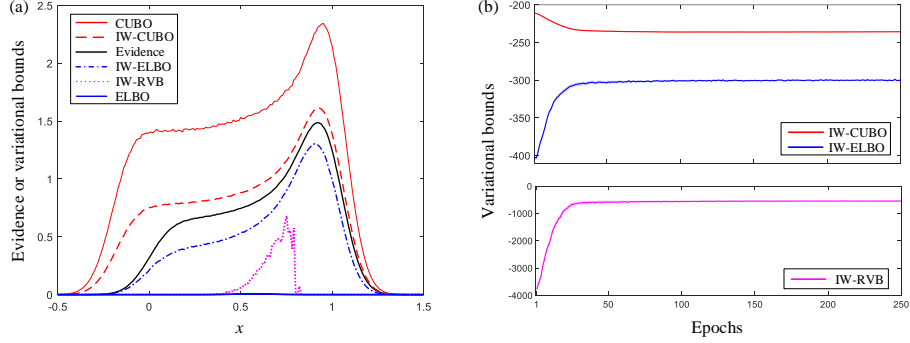 (a)
Evidence or variational bounds
2.5
2
1.5
1
0.5
0
CUBO
IW-CUBO
Evidence
IW-ELBO
IW-RVB
ELBO
-0.5
0
0.5
1
1.5
x
(b)
Variational bounds
-200
-250
-300
-350
-400
IW-CUBO
IW-ELBO
0
-1000
-2000
-3000
-4000
IW-RVB
1
50
100
150
200
250
Epochs